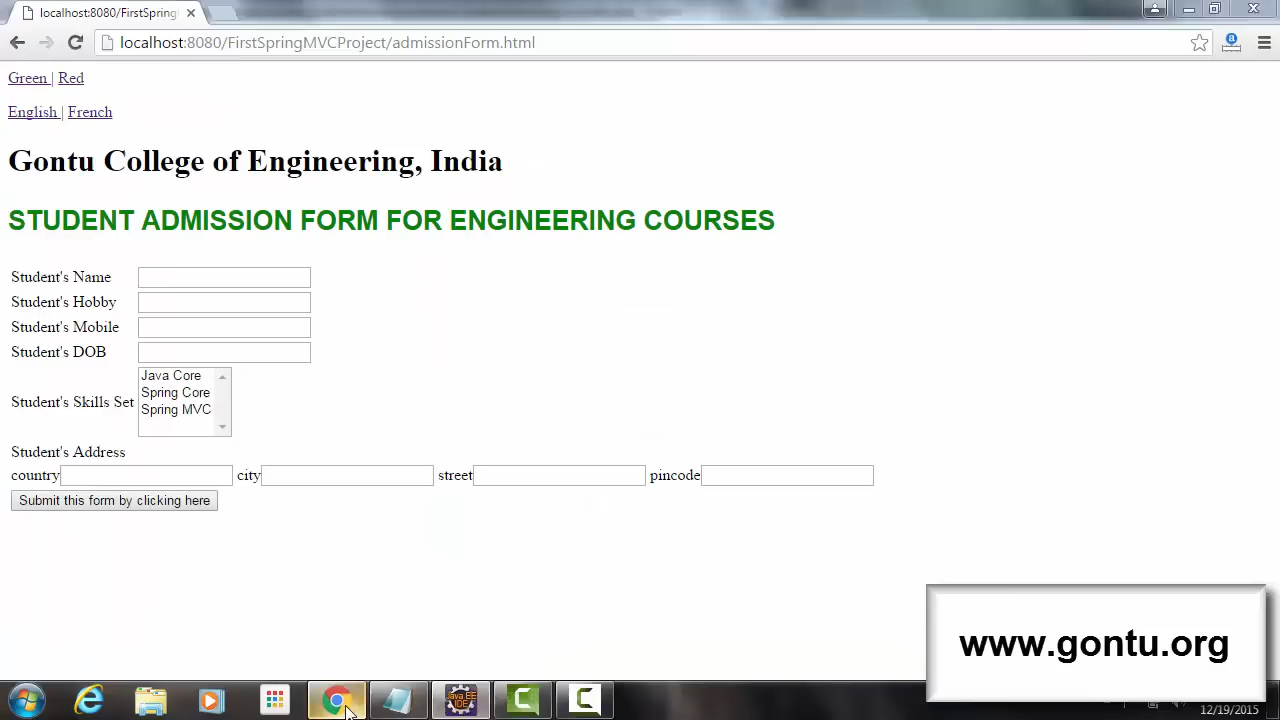 localhost:8080/FirstSpring
localhost:8080/FirstSpringMVCProject/admissionForm.html
Green | Red
English | French
Gontu College of Engineering, India
STUDENT ADMISSION FORM FOR ENGINEERING COURSES
Student's Name
Student's Hobby
Student's Mobile
Student's DOB
Java Core
Spring Core
Student's Skills Set
Spring MVC
Student's Address
country city street pincode
Submit this form by clicking here
www.gontu.org
Java EE
IDE
12/19/2015